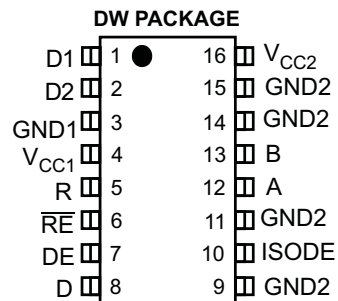 DW PACKAGE
D1 1 16 VCC2
D2 2 15 GND2
GND1 3 14 GND2
VCC1 4 13 B
R 5 12 A
RE 6 11 GND2
DE 7 10 ISODE
D 8 9 GND2